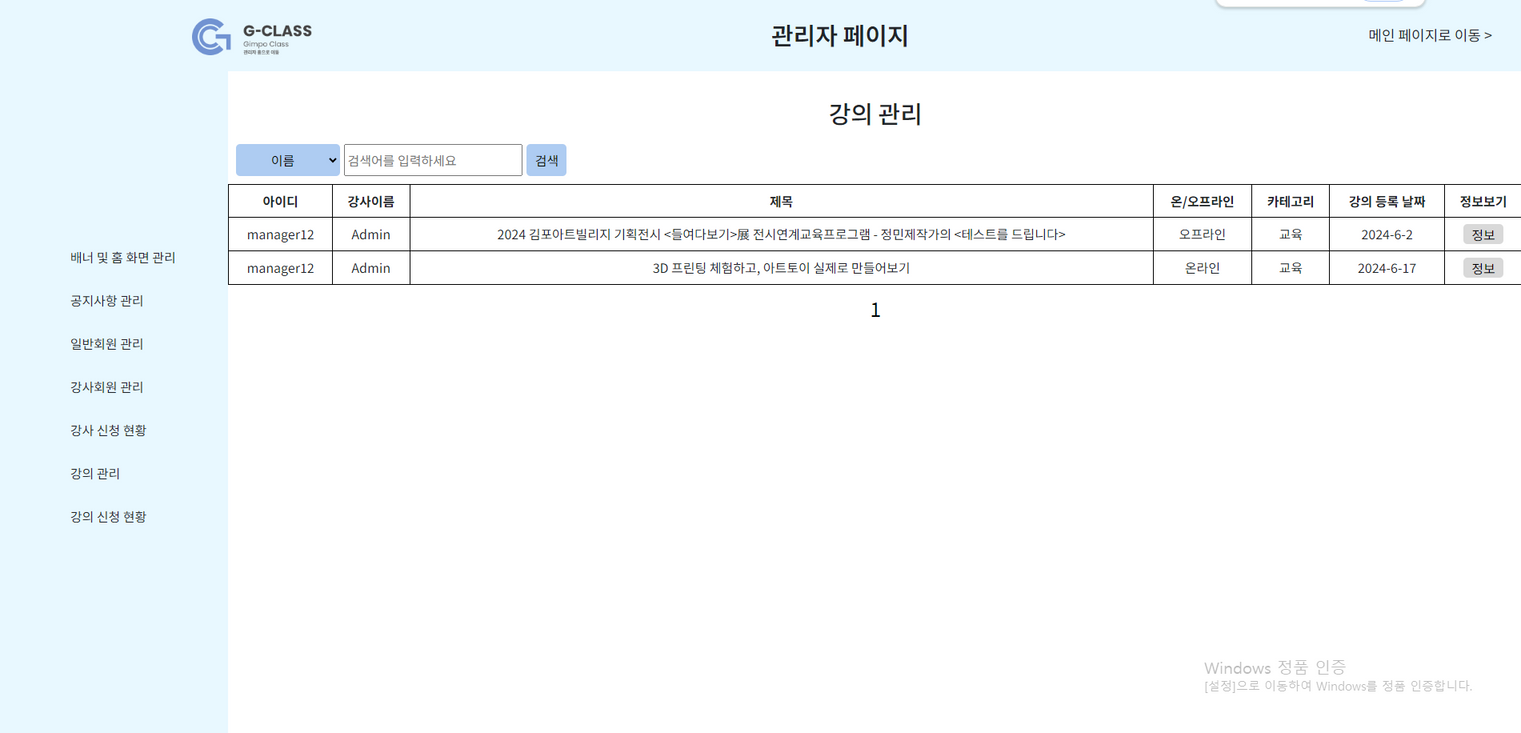 G-CLASS
Gimpo Class
관리자 페이지
메인 페이지로 이동 >
배너 및 홈 화면 관리
공지사항 관리
일반회원 관리
강사회원 관리
강사 신청 현황
강의 관리
강의 신청 현황
강의 관리
이름 검색어를 입력하세요 검색
아이디 강사이름 제목 온/오프라인 카테고리 강의 등록 날짜 정보보기
manager12 Admin 2024 김포아트빌리지 기획전시 <들여다보기>展 전시연계교육프로그램 - 정민제작가의 <테스트를 드립니다> 오프라인 교육 2024-6-2 정보
manager12 Admin 3D 프린팅 체험하고, 아트토이 실제로 만들어보기 온라인 교육 2024-6-17 정보
1
Windows 정품 인증
[설정]으로 이동하여 Windows를 정품 인증합니다.